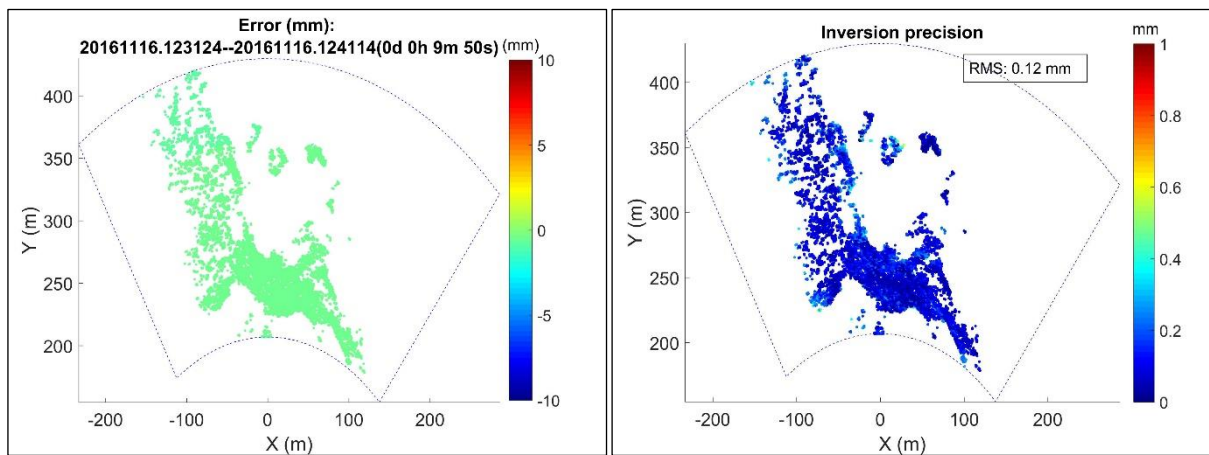 Error (mm):
20161116.123124--20161116.124114(0d 0h 9m 50s) (mm)
10
5
0
-5
-10
400
350
300
250
200
Y (m)
-200 -100 0 100 200
X (m)
Inversion precision
mm
RMS: 0.12 mm
1
0.8
0.6
0.4
0.2
0
400
350
300
250
200
Y (m)
-200 -100 0 100 200
X (m)